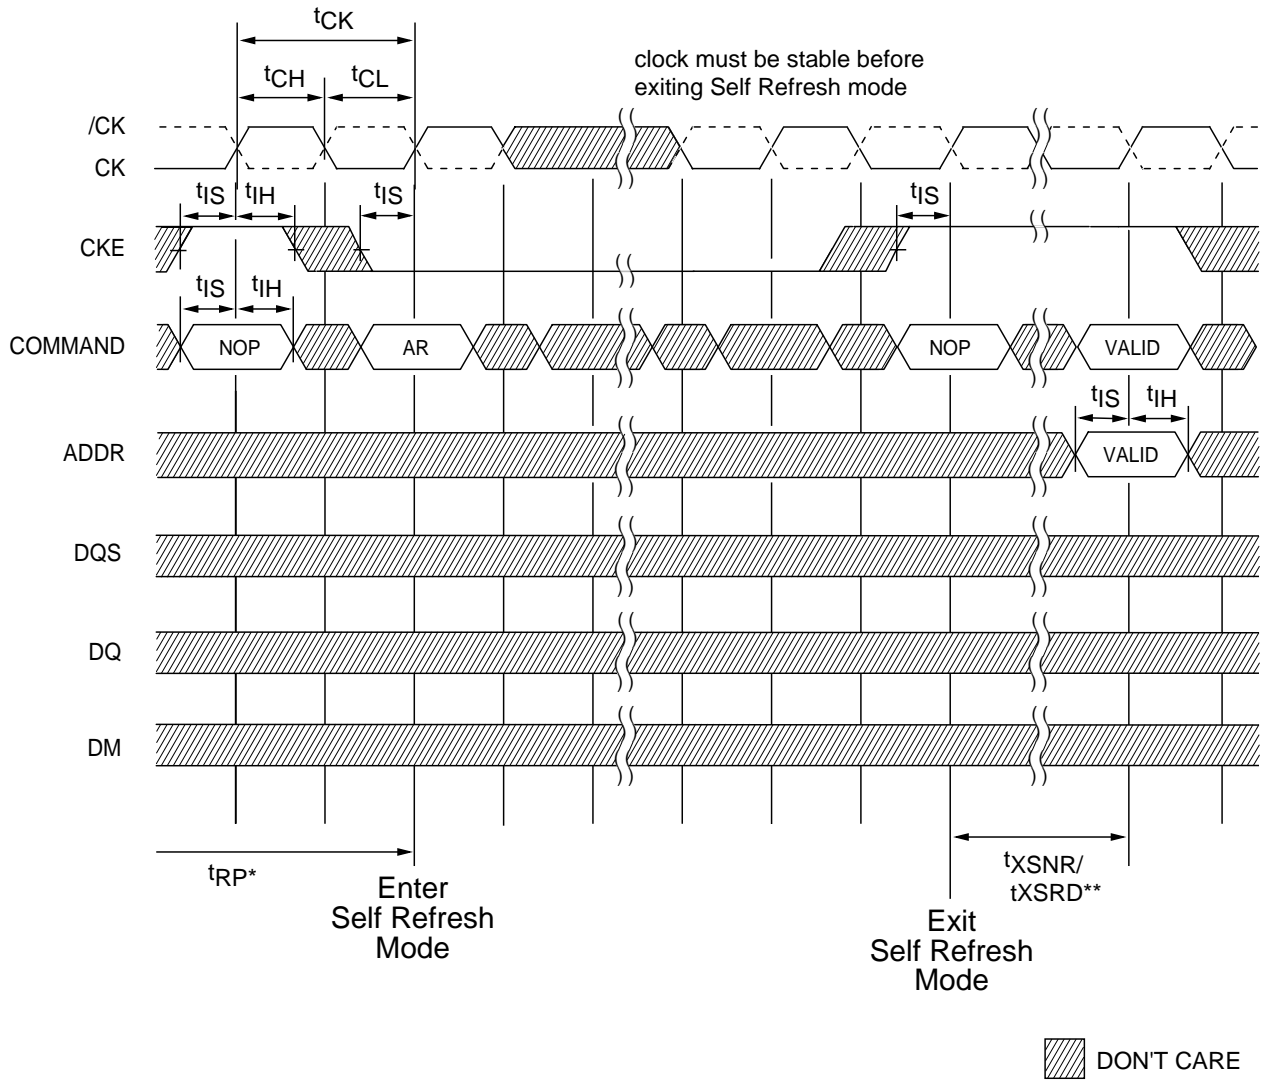 tCK
clock must be stable before
exiting Self Refresh mode
tCH
tCL
/CK
CK
tIS
tIH
tIS
tIS
CKE
tIS
tIH
COMMAND
NOP
AR
NOP
VALID
tIS
tIH
ADDR
VALID
DQS
DQ
DM
tRP*
tXSNR/
tXSRD**
Enter
Self Refresh
Mode
Exit
Self Refresh
Mode
DON'T CARE